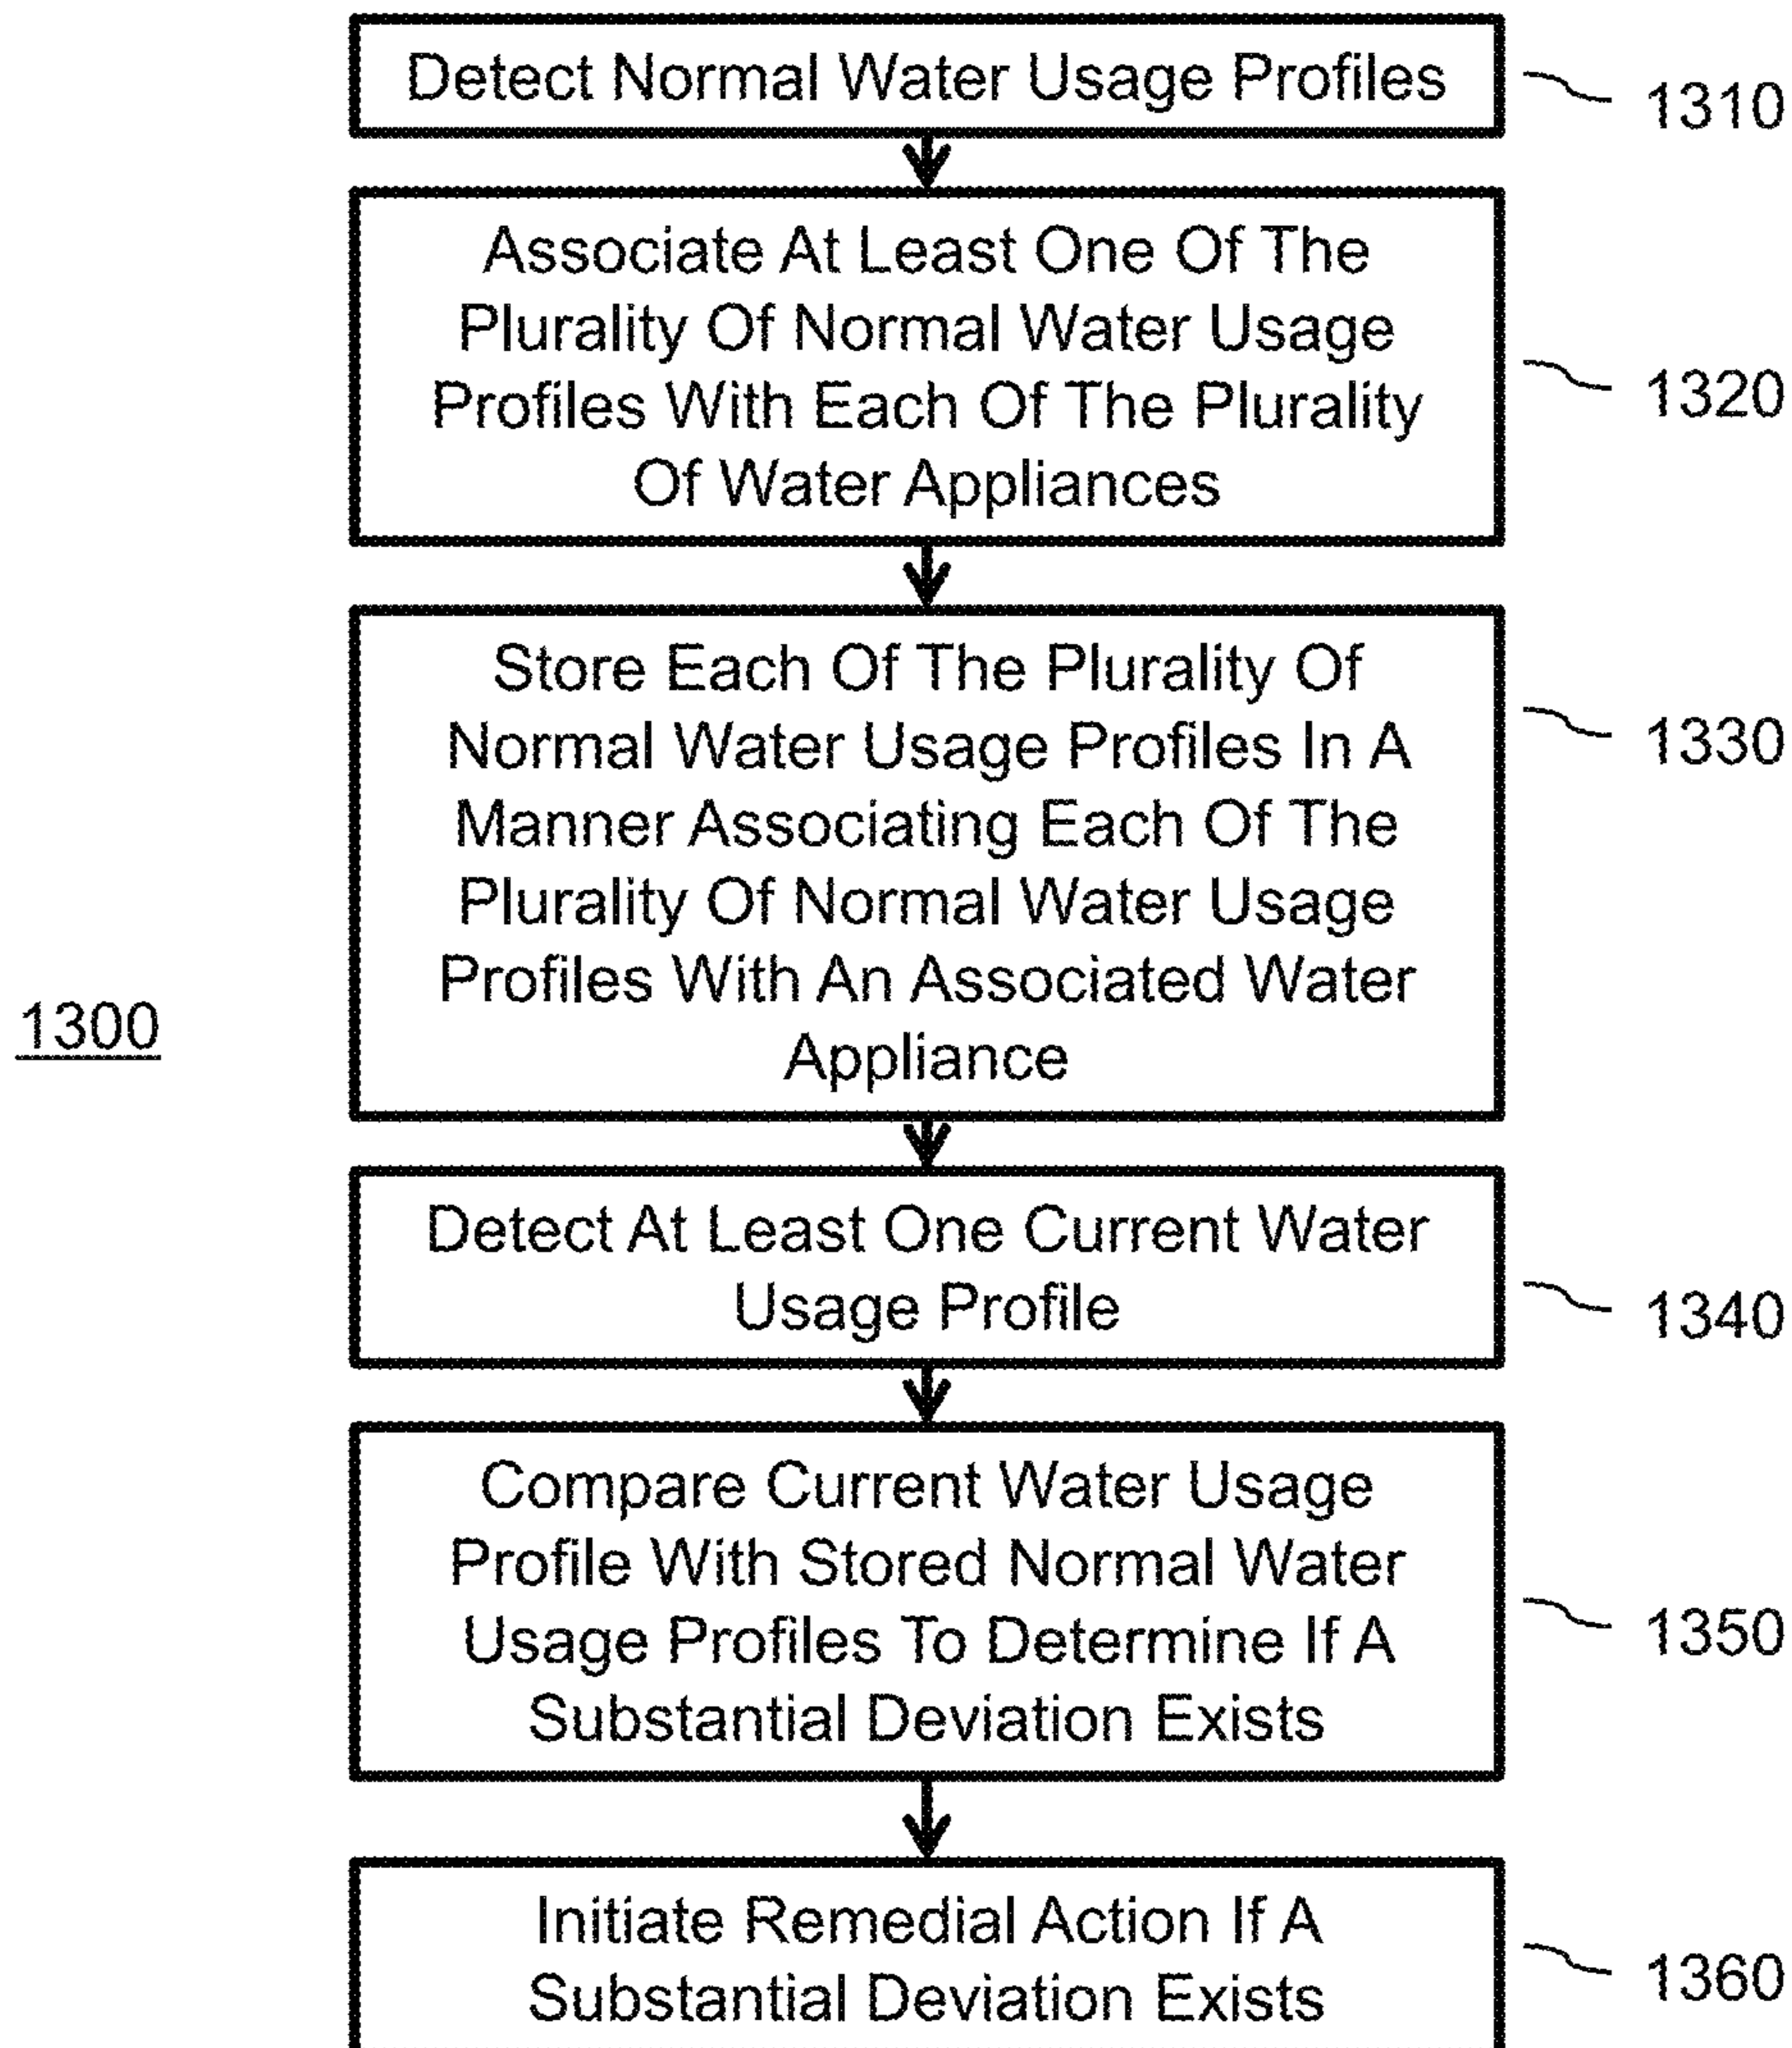 Detect Normal Water Usage Profiles
1310
Associate At Least One Of The
Plurality Of Normal Water Usage
Profiles With Each Of The Plurality
Of Water Appliances
1320
Store Each Of The Plurality Of
Normal Water Usage Profiles In A
Manner Associating Each Of The
Plurality Of Normal Water Usage
Profiles With An Associated Water
Appliance
1330
1300
Detect At Least One Current Water
Usage Profile
1340
Compare Current Water Usage
Profile With Stored Normal Water
Usage Profiles To Determine If A
Substantial Deviation Exists
1350
Initiate Remedial Action If A
Substantial Deviation Exists
1360